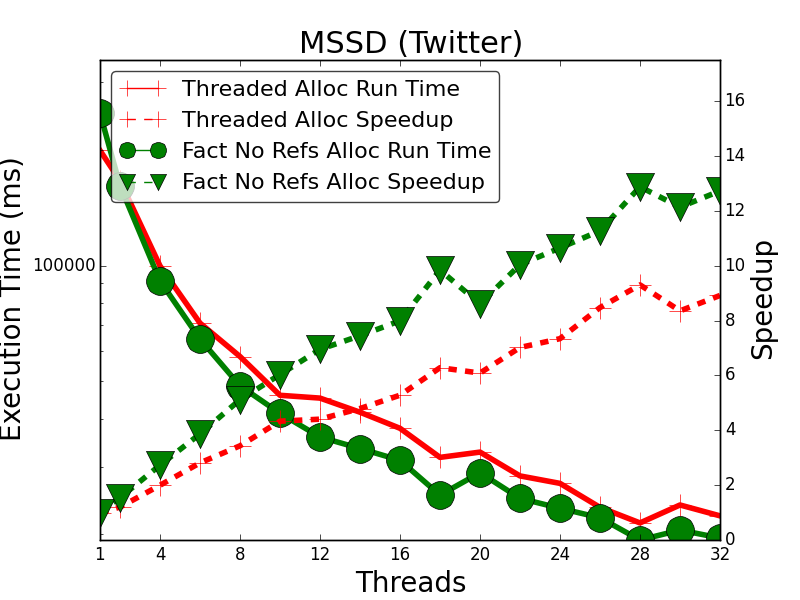 MSSD (Twitter)
Threaded Alloc Run Time
Threaded Alloc Speedup
Fact No Refs Alloc Run Time
Fact No Refs Alloc Speedup
Execution Time (ms)
100000
Speedup
16
14
12
10
8
6
4
2
0
1 4 8 12 16 20 24 28 32
Threads